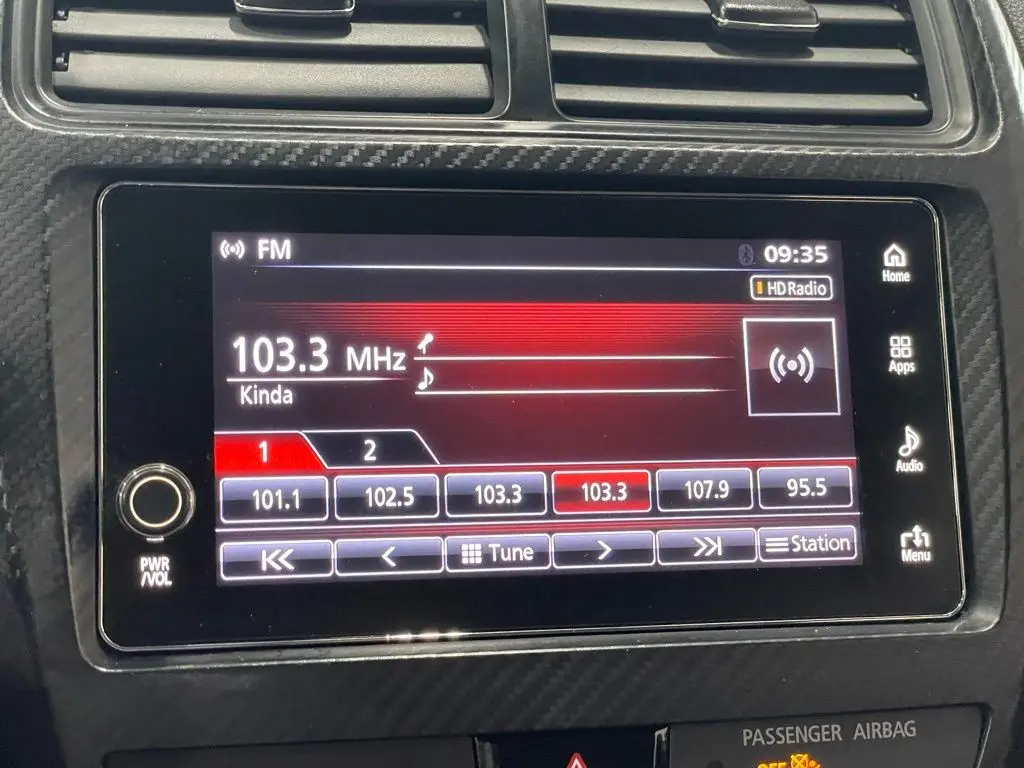 FM 09:35
HD Radio
Home
103.3 MHz
Kinda
Apps
1 2
Audio
101.1 102.5 103.3 103.3 107.9 95.5
Tune Station
Menu
PWR
/VOL
PASSENGER AIRBAG
OFF